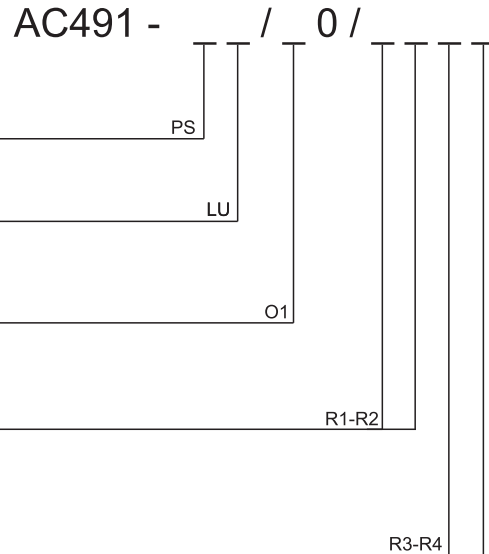 AC491 - _ _ / _ 0 / _ _ _ _
PS
LU
O1
R1-R2
R3-R4